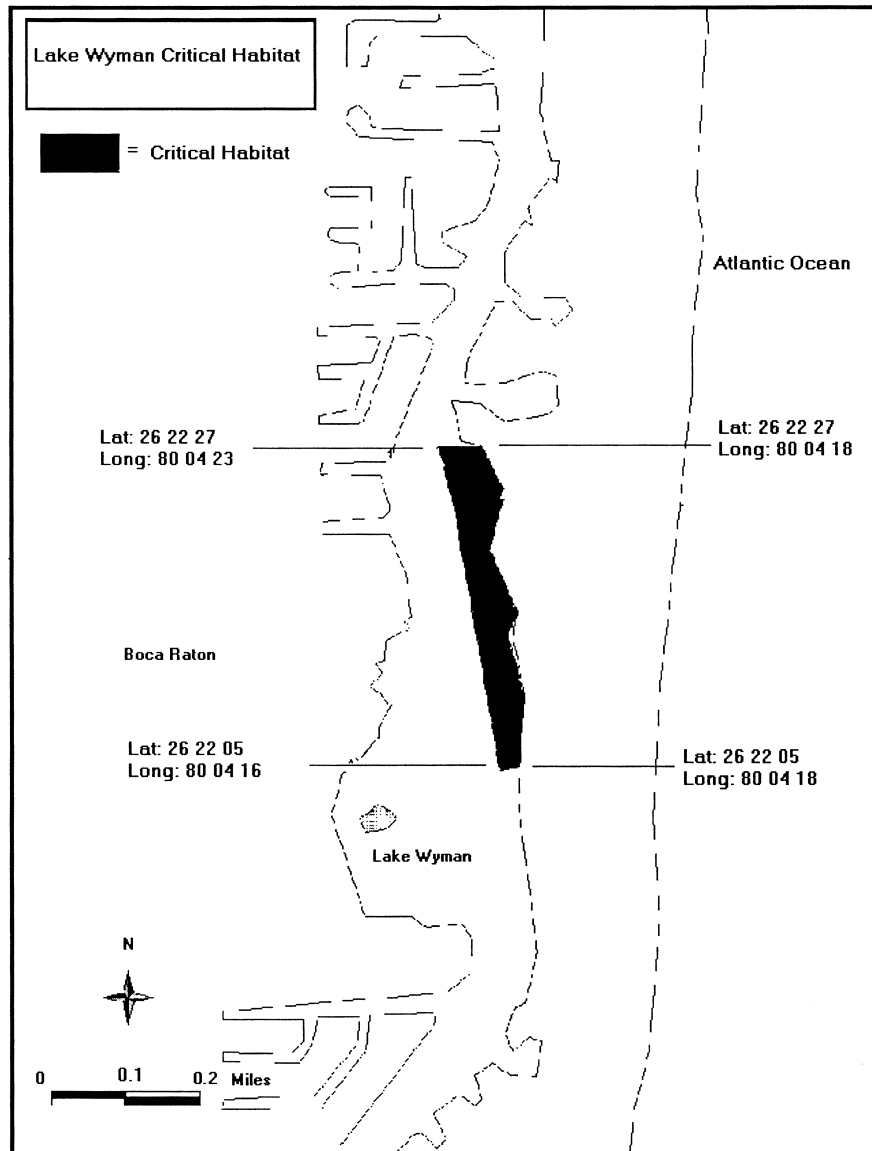 Lake Wyman Critical Habitat
= Critical Habitat
Atlantic Ocean
Lat: 26 22 27
Long: 80 04 23
Lat: 26 22 27
Long: 80 04 18
Boca Raton
Lat: 26 22 05
Long: 80 04 16
Lat: 26 22 05
Long: 80 04 18
Lake Wyman
N
0 0.1 0.2 Miles